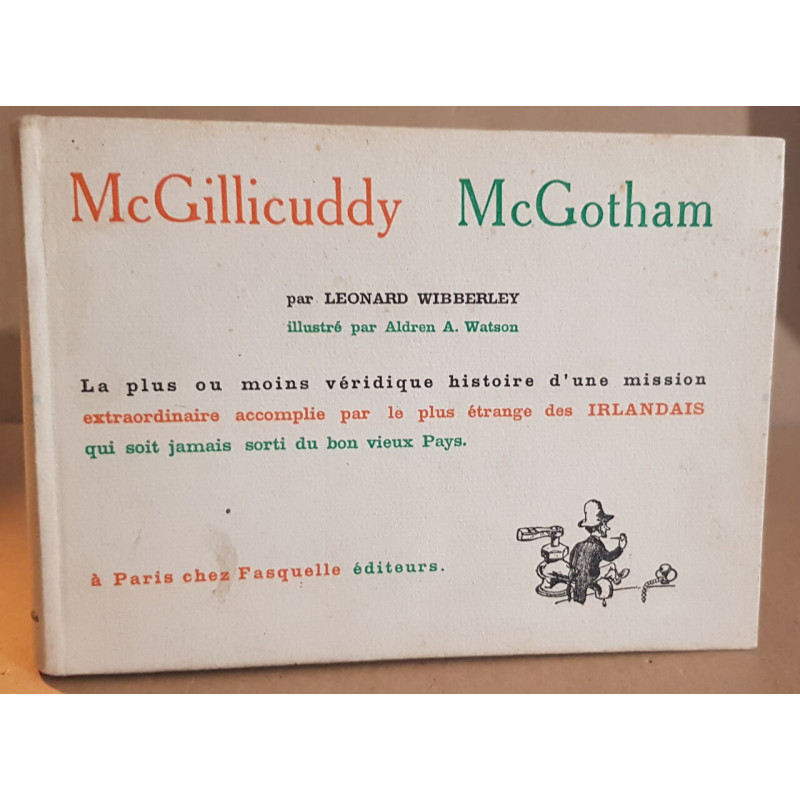 McGillicuddy McGotham
par LEONARD WIBBERLEY
illustré par Aldren A. Watson
La plus ou moins véridique histoire d'une mission
extraordinaire accomplie par le plus étrange des IRLANDAIS
qui soit jamais sorti du bon vieux Pays.
à Paris chez Fasquelle éditeurs.